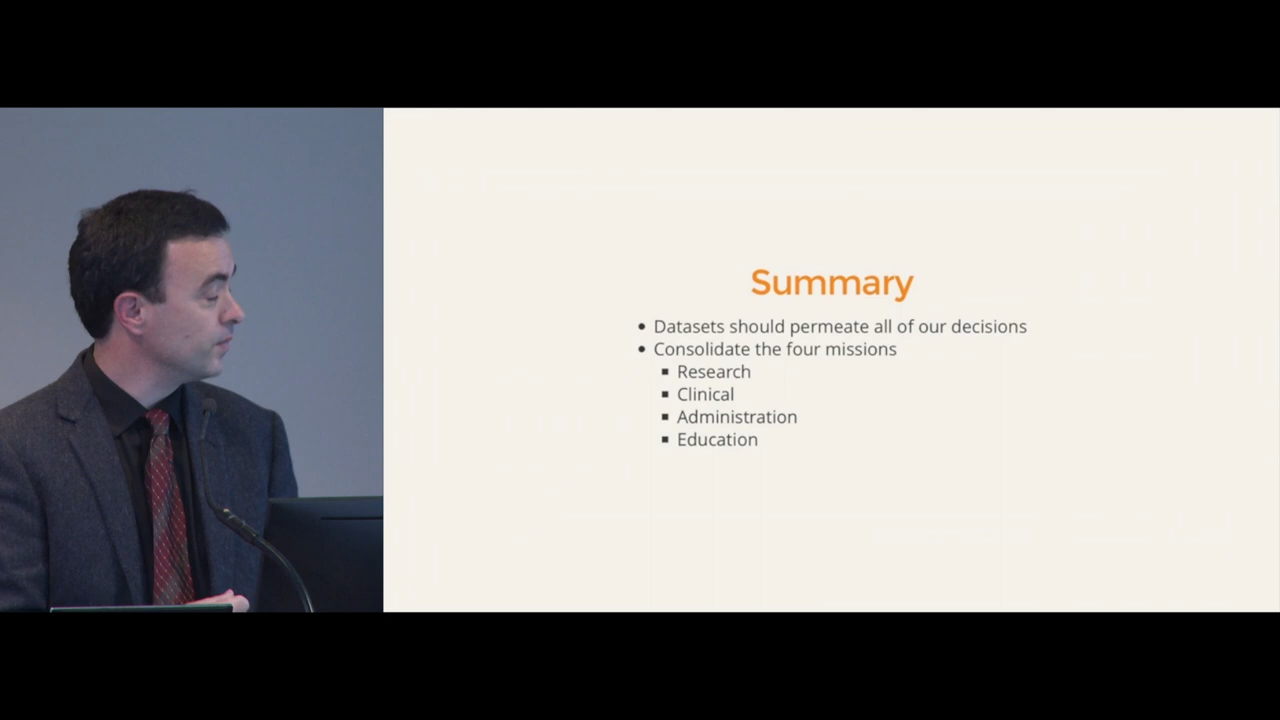 Summary
• Datasets should permeate all of our decisions
• Consolidate the four missions
▪ Research
▪ Clinical
▪ Administration
▪ Education